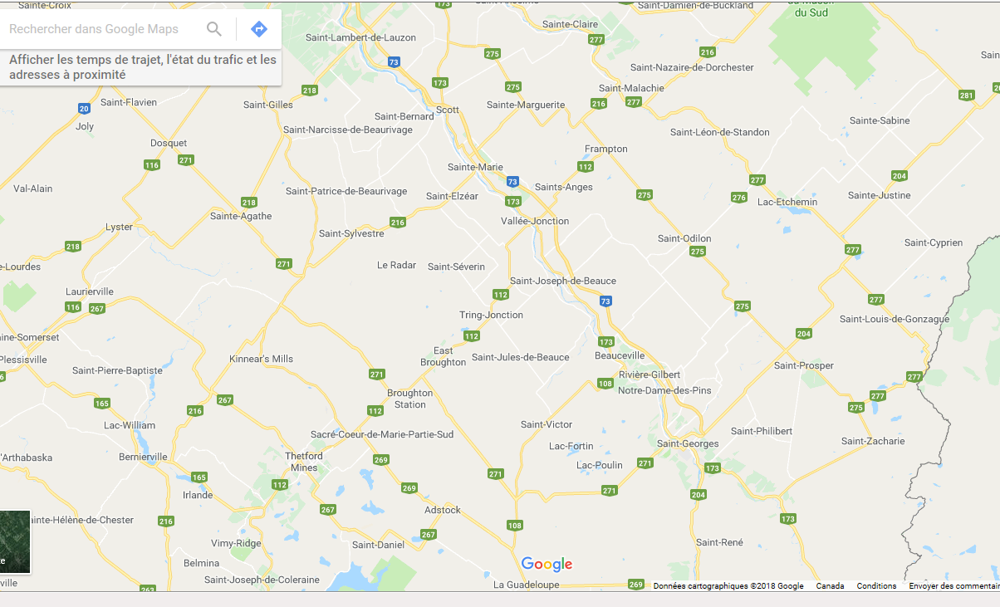 Sainte-Croix
173
Saint-Damien-de-Buckland
du Sud
Rechercher dans Google Maps
Sainte-Claire
277
Saint-Lambert-de-Lauzon
275
216
Afficher les temps de trajet, l'état du trafic et les
adresses à proximité
73
Saint-Nazaire-de-Dorchester
173
275
Saint-Malachie
218
281
Saint-Flavien
Saint-Gilles
20
Scott
Sainte-Marguerite
216
277
Saint-Bernard
Joly
Saint-Narcisse-de-Beaurivage
Sainte-Sabine
Saint-Léon-de-Standon
Dosquet
Frampton
116
271
Sainte-Marie
112
Val-Alain
73
277
204
Saint-Patrice-de-Beaurivage
Saint-Elzéar
Saints-Anges
275
276
Sainte-Justine
218
173
Lac-Etchemin
Sainte-Agathe
Vallée-Jonction
Lyster
216
Saint-Sylvestre
Saint-Odilon
Saint-Cyprien
218
275
277
e-Lourdes
271
Le Radar
Saint-Séverin
Saint-Joseph-de-Beauce
Laurierville
112
73
277
116
267
275
Tring-Jonction
Saint-Louis-de-Gonzague
ine-Somerset
112
204
173
Plessisville
Kinnear's Mills
East
Broughton
Saint-Jules-de-Beauce
Beauceville
Saint-Prosper
Saint-Pierre-Baptiste
271
Rivière-Gilbert
277
6
108
Notre-Dame-des-Pins
Broughton
Station
165
267
216
112
277
275
Lac-William
Sacré-Coeur-de-Marie-Partie-Sud
Saint-Victor
Saint-Philibert
Saint-Zacharie
Lac-Fortin
Saint-Georges
'Arthabaska
Bernierville
Thetford
Mines
269
Lac-Poulin
271
173
165
112
269
271
271
204
Irlande
267
Adstock
inte-Hélène-de-Chester
216
108
173
267
Vimy-Ridge
Saint-Daniel
Saint-René
Belmina
Google
Saint-Joseph-de-Coleraine
La Guadeloupe
269
ville
263
Données cartographiques ©2018 Google
Canada
Conditions
Envoyer des commentair